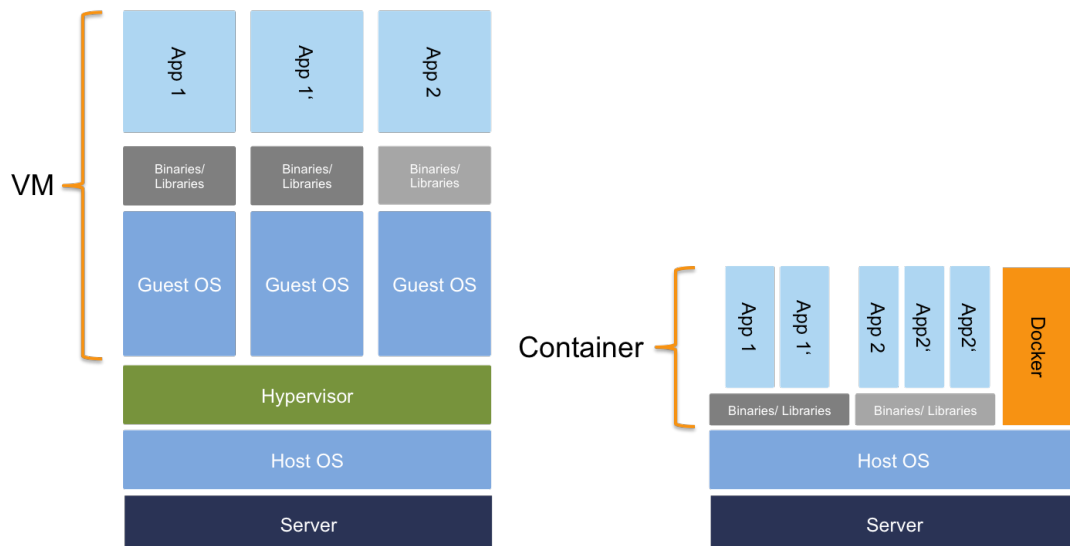 App 1
App 1‘
App 2
VM
Binaries/
Libraries
Binaries/
Libraries
Binaries/
Libraries
Guest OS
Guest OS
Guest OS
Hypervisor
Host OS
Server
Container
App 1
App 1‘
App 2
App2‘
App2‘
Docker
Binaries/ Libraries
Binaries/ Libraries
Host OS
Server